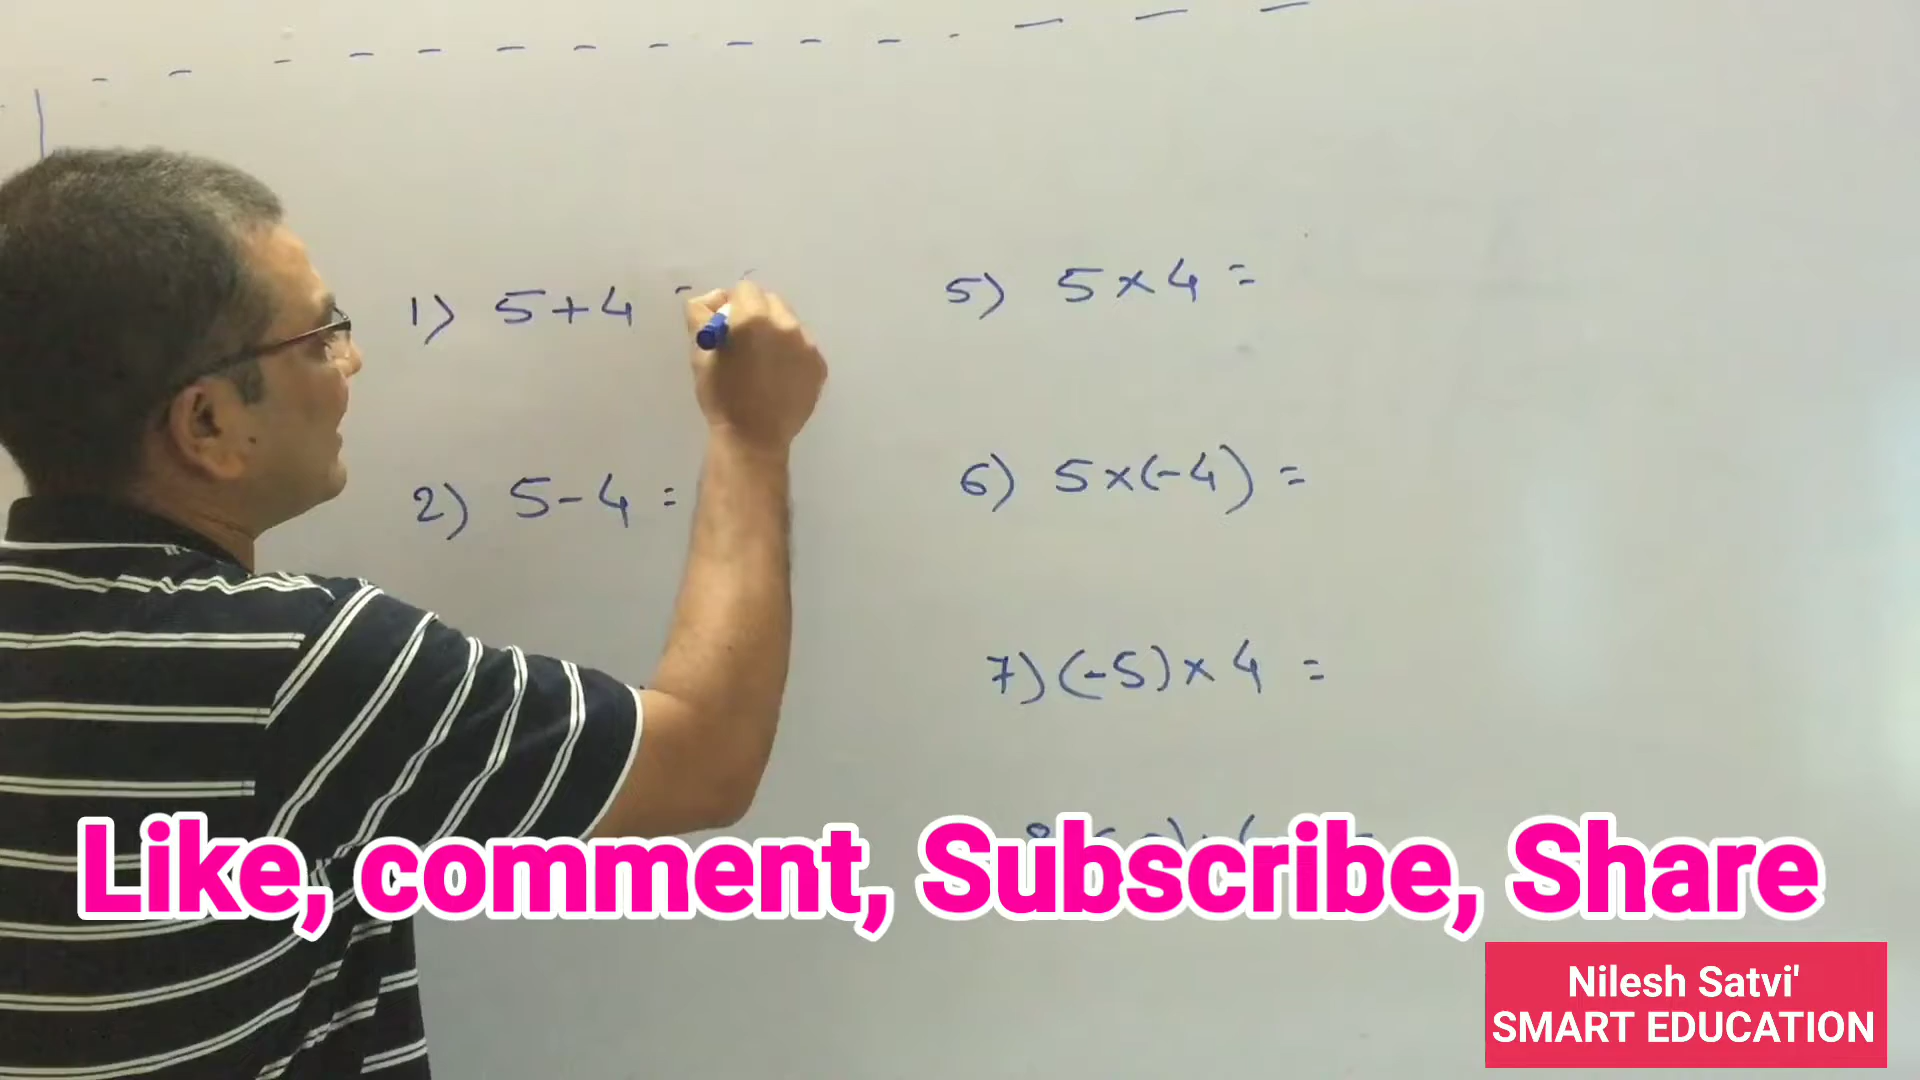 1) 5+4 =
2) 5-4 =
5) 5×4 =
6) 5×(-4) =
7) (-5)×4 =
Like, comment, Subscribe, Share
Nilesh Satvi'
SMART EDUCATION